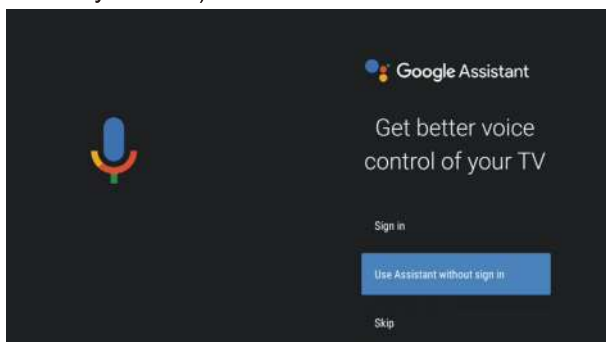 Google Assistant
Get better voice
control of your TV
Sign in
Use Assistant without sign in
Skip